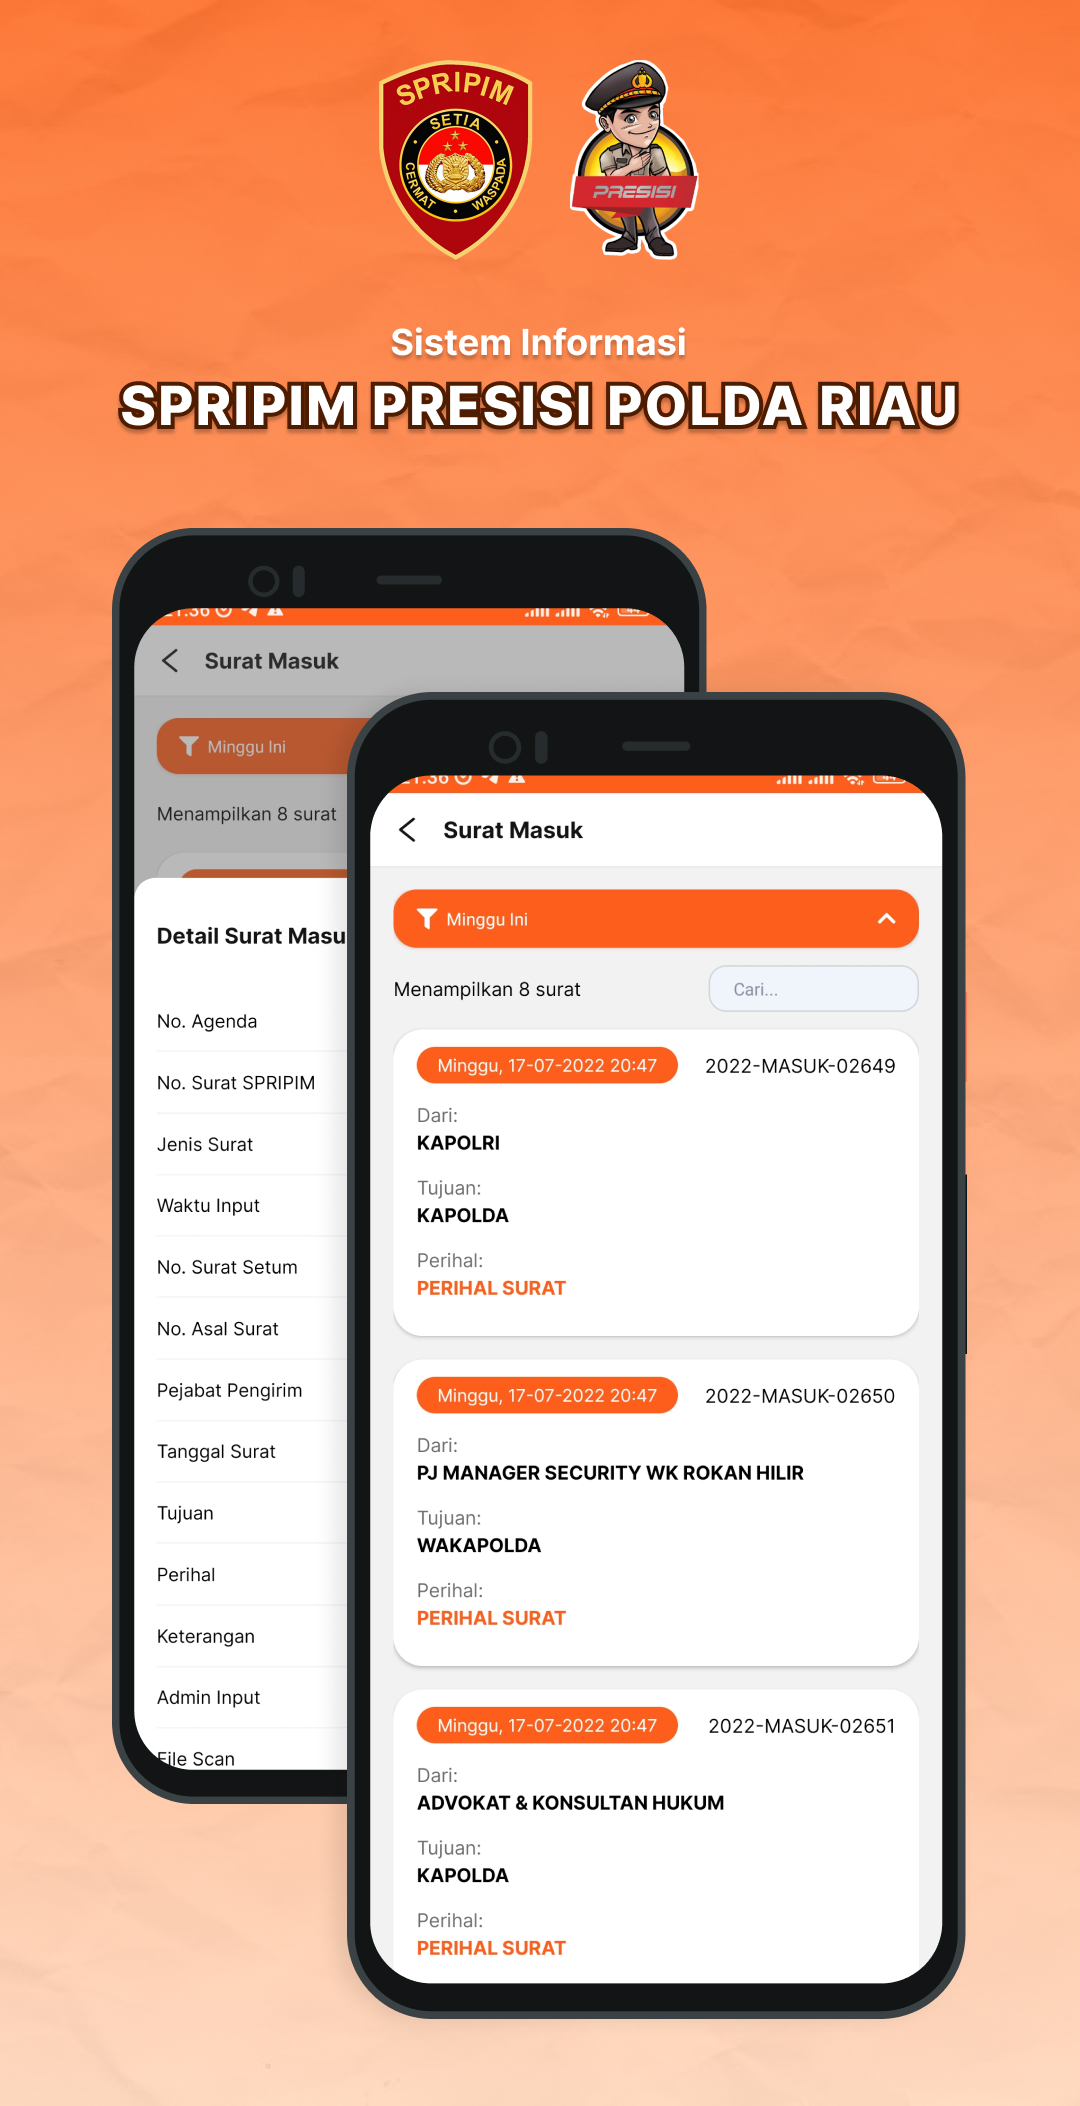 SPRIPIM
SETIA
CERMAT
WASPADA
PRESISI
Sistem Informasi
SPRIPIM PRESISI POLDA RIAU
Surat Masuk
Minggu Ini
Menampilkan 8 surat
Detail Surat Masu
No. Agenda
No. Surat SPRIPIM
Jenis Surat
Waktu Input
No. Surat Setum
No. Asal Surat
Pejabat Pengirim
Tanggal Surat
Tujuan
Perihal
Keterangan
Admin Input
File Scan
Surat Masuk
Minggu Ini
Menampilkan 8 surat
Cari...
Minggu, 17-07-2022 20:47
2022-MASUK-02649
Dari:
KAPOLRI
Tujuan:
KAPOLDA
Perihal:
PERIHAL SURAT
Minggu, 17-07-2022 20:47
2022-MASUK-02650
Dari:
PJ MANAGER SECURITY WK ROKAN HILIR
Tujuan:
WAKAPOLDA
Perihal:
PERIHAL SURAT
Minggu, 17-07-2022 20:47
2022-MASUK-02651
Dari:
ADVOKAT & KONSULTAN HUKUM
Tujuan:
KAPOLDA
Perihal:
PERIHAL SURAT